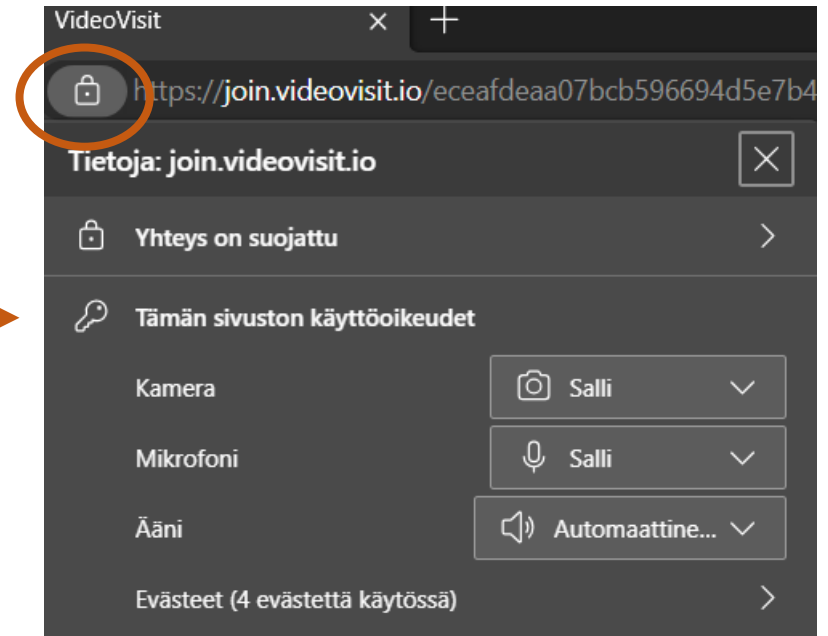 VideoVisit
https://join.videovisit.io/eceafdeaa07bcb596694d5e7b4
Tietoja: join.videovisit.io
Yhteys on suojattu
Tämän sivuston käyttöoikeudet
Kamera Salli
Mikrofoni Salli
Ääni Automaattine...
Evästeet (4 evästettä käytössä)